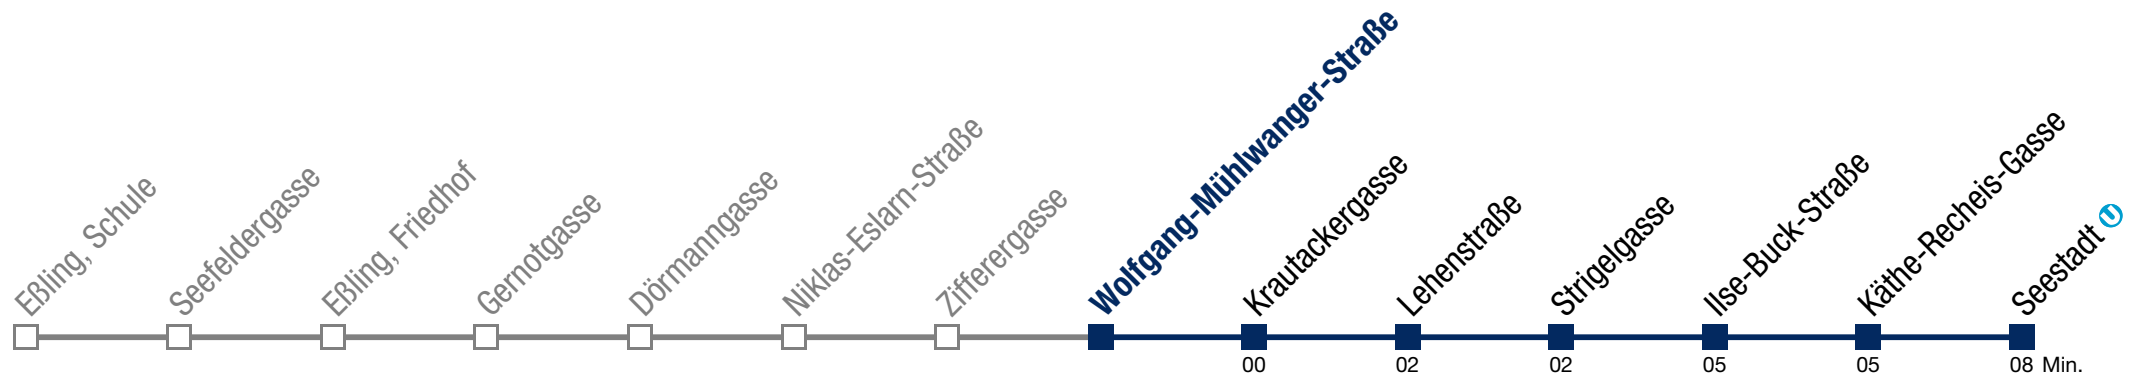 Eßling, Schule
Seefeldergasse
Eßling, Friedhof
Gernotgasse
Dörmanngasse
Niklas-Eslarn-Straße
Zifferergasse
Wolfgang-Mühlwanger-Straße
Krautackergasse
Lehenstraße
Strigelgasse
Ilse-Buck-Straße
Käthe-Recheis-Gasse
Seestadt U
00 02 02 05 05 08 Min.